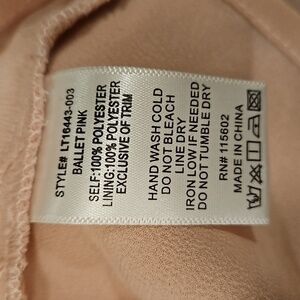 STYLE# LT16443-003
BALLET PINK
SELF:100% POLYESTER
LINING:100% POLYESTER
EXCLUSIVE OF TRIM
HAND WASH COLD
DO NOT BLEACH
LINE DRY
IRON LOW IF NEEDED
DO NOT TUMBLE DRY
RN# 115602
MADE IN CHINA